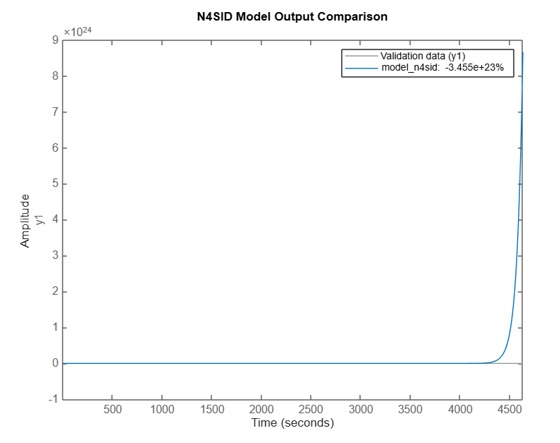 N4SID Model Output Comparison
×10^24
9
8
7
6
5
4
3
2
1
0
-1
Amplitude
y1
Validation data (y1)
model_n4sid: -3.455e+23%
500 1000 1500 2000 2500 3000 3500 4000 4500
Time (seconds)